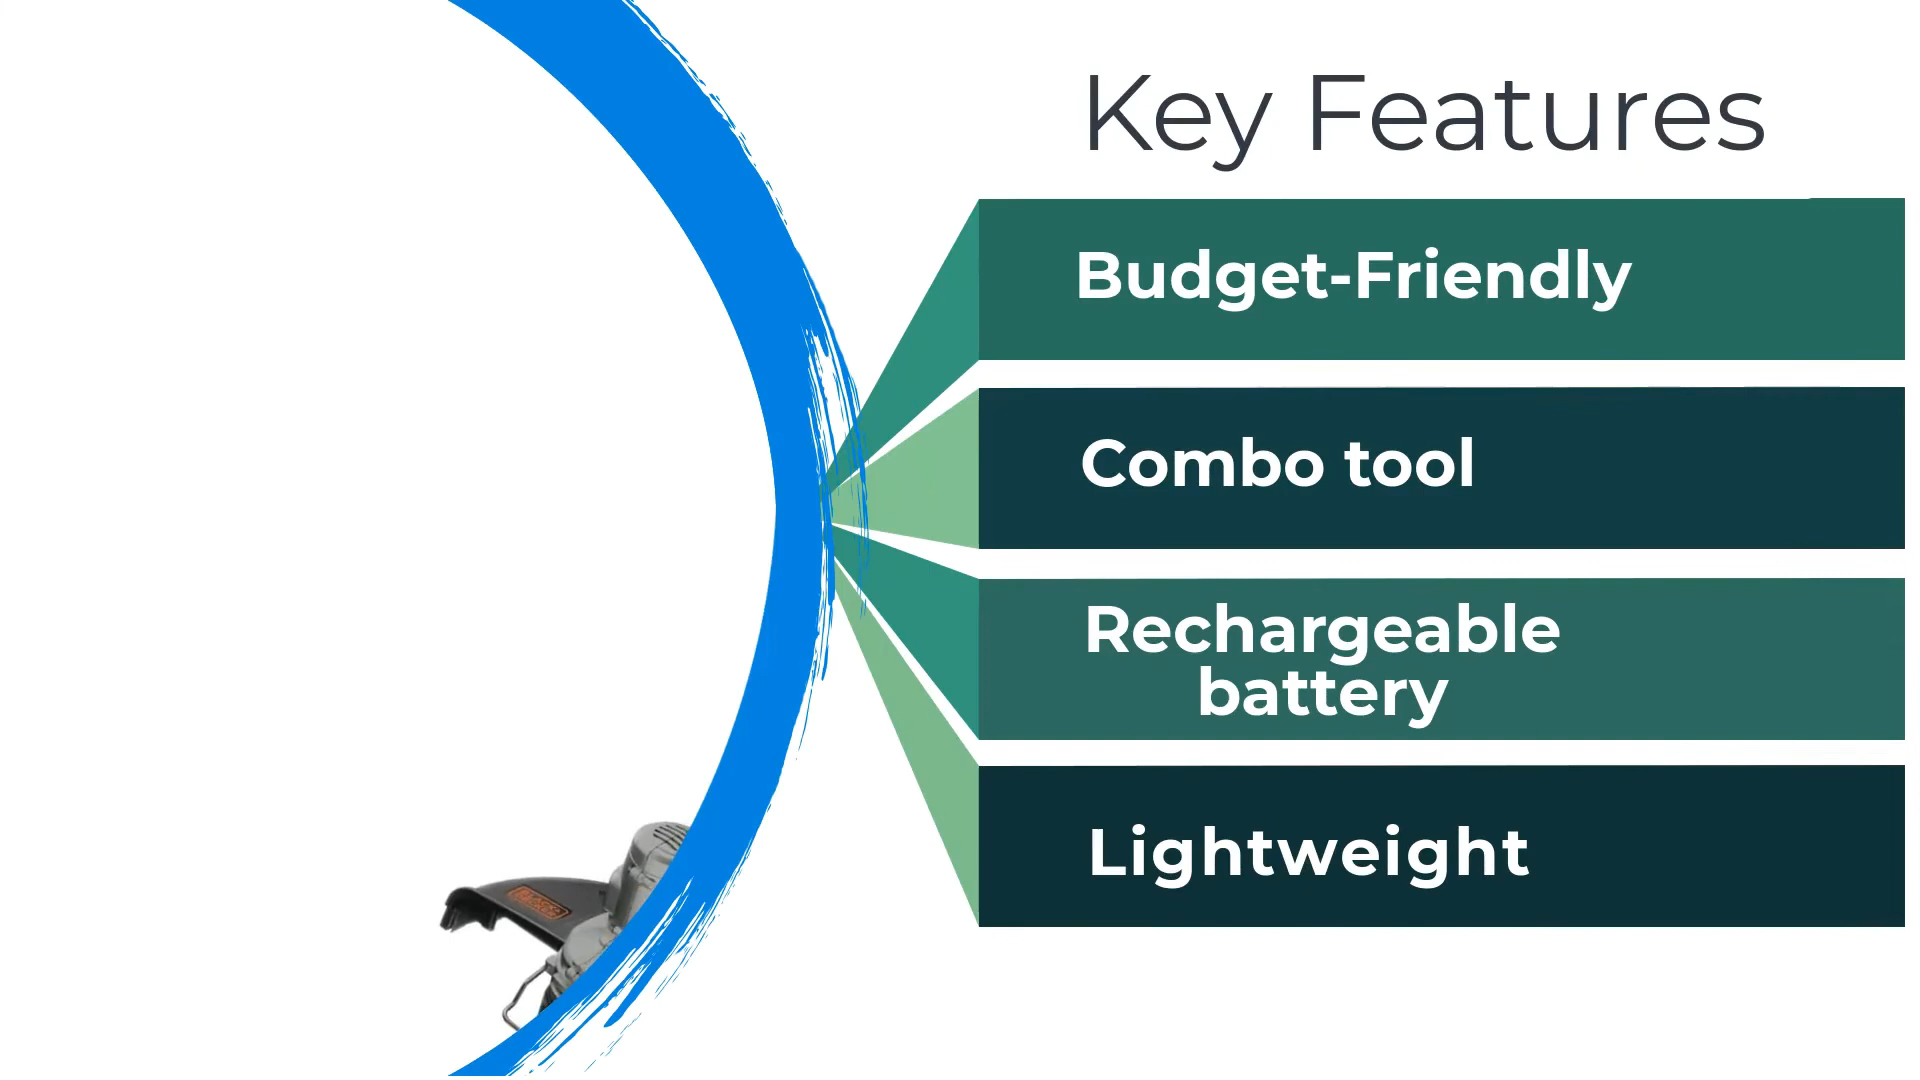 Key Features
Budget-Friendly
Combo tool
Rechargeable
battery
Lightweight